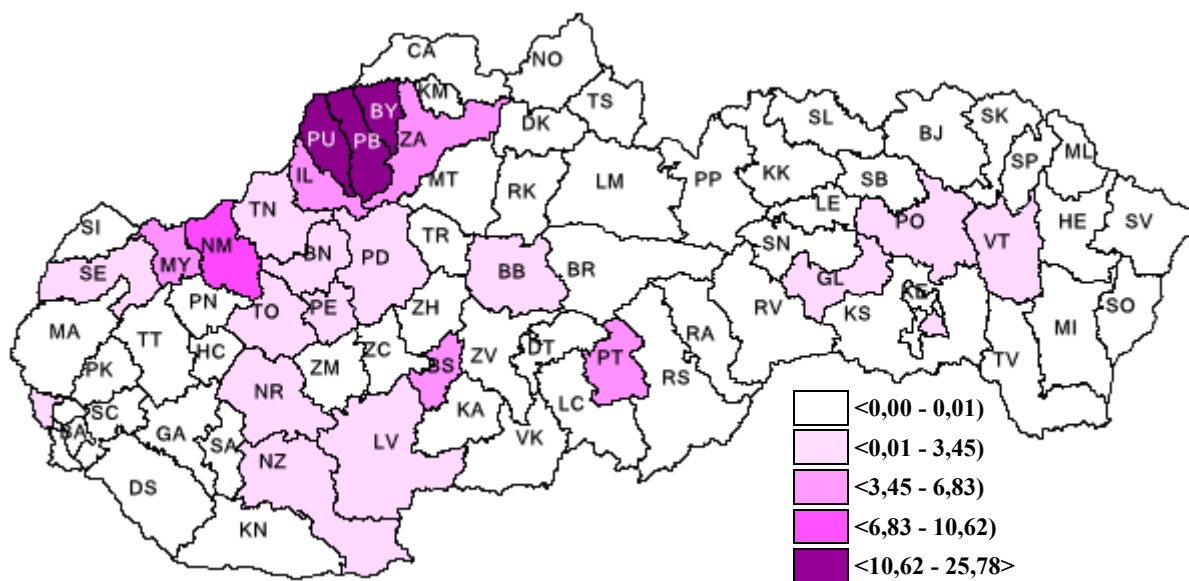 CA
NO
KM
TS
BY
SL
SK
DK
BJ
PU
PB
ZA
SP
ML
IL
MT
RK
LM
PP
KK
SB
TN
LE
SI
TR
PO
HE
SV
NM
SN
VT
SE
MY
BN
PD
BB
BR
GL
PN
TO
PE
ZH
RV
KS
SO
MA
TT
HC
ZM
ZC
BS
ZV
DT
PT
RA
MI
PK
TV
NR
KA
LC
RS
SC
GA
SA
LV
VK
NZ
DS
KN
<0,00 - 0,01)
<0,01 - 3,45)
<3,45 - 6,83)
<6,83 - 10,62)
<10,62 - 25,78>